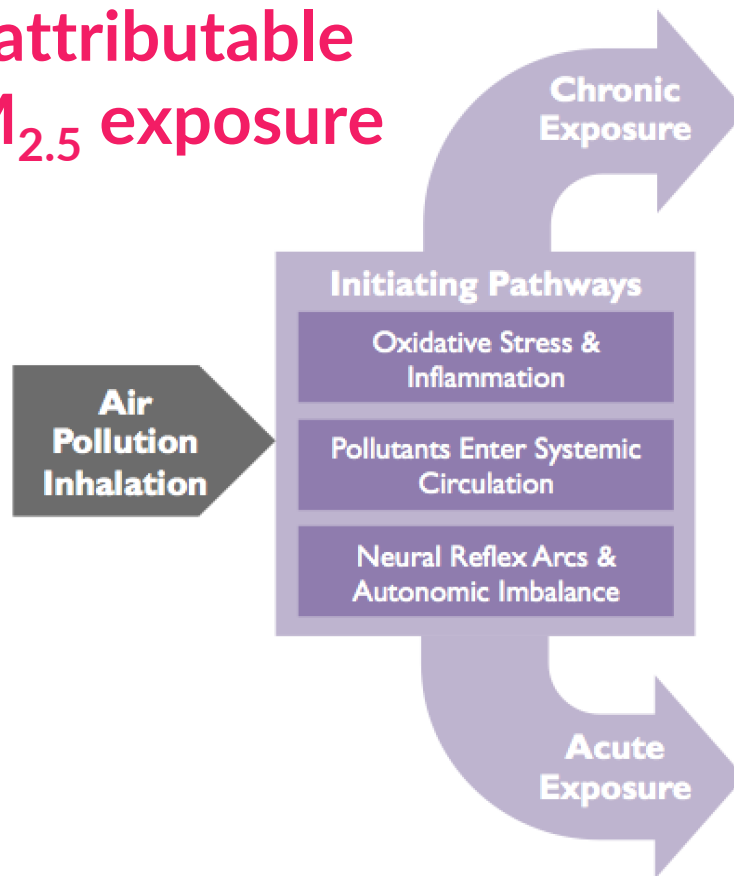 attributable
M₂.₅ exposure
Chronic
Exposure
Initiating Pathways
Oxidative Stress &
Inflammation
Air
Pollution
Inhalation
Pollutants Enter Systemic
Circulation
Neural Reflex Arcs &
Autonomic Imbalance
Acute
Exposure